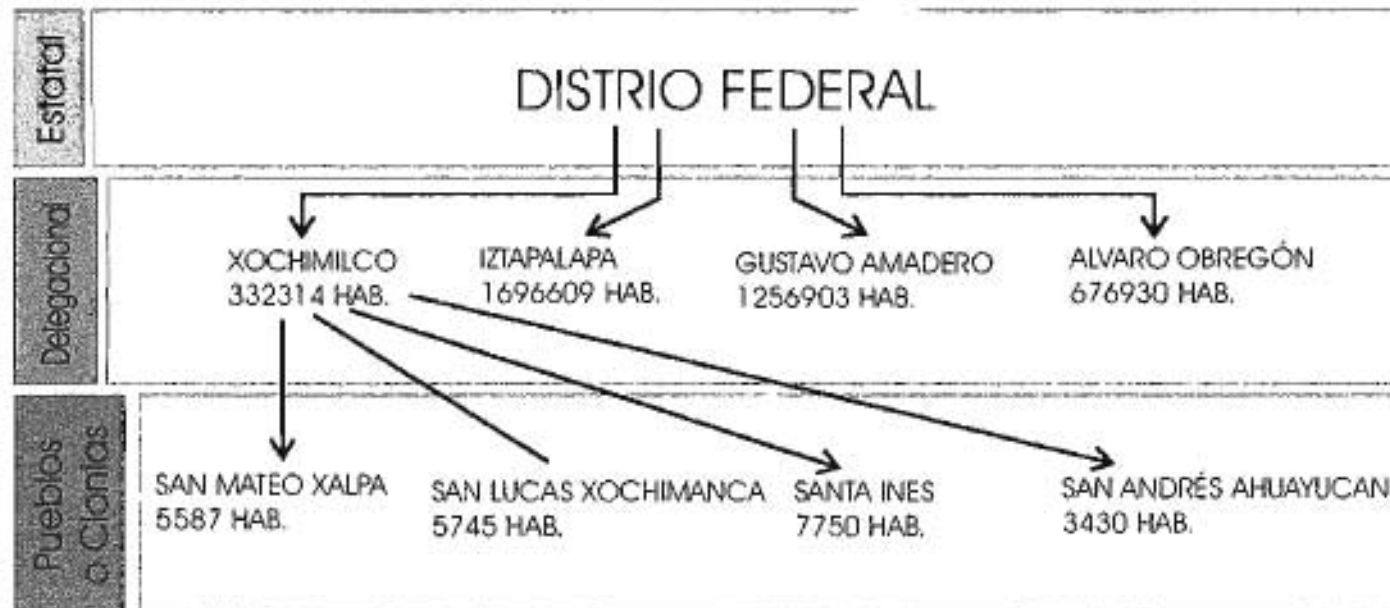 Estatal
DISTRIO FEDERAL
Delegacional
XOCHIMILCO
332314 HAB.
IZTAPALAPA
1696609 HAB.
GUSTAVO AMADERO
1256903 HAB.
ALVARO OBREGÓN
676930 HAB.
Pueblos
o Clonias
SAN MATEO XALPA
5587 HAB.
SAN LUCAS XOCHIMANCA
5745 HAB.
SANTA INES
7750 HAB.
SAN ANDRÉS AHUAYUCAN
3430 HAB.